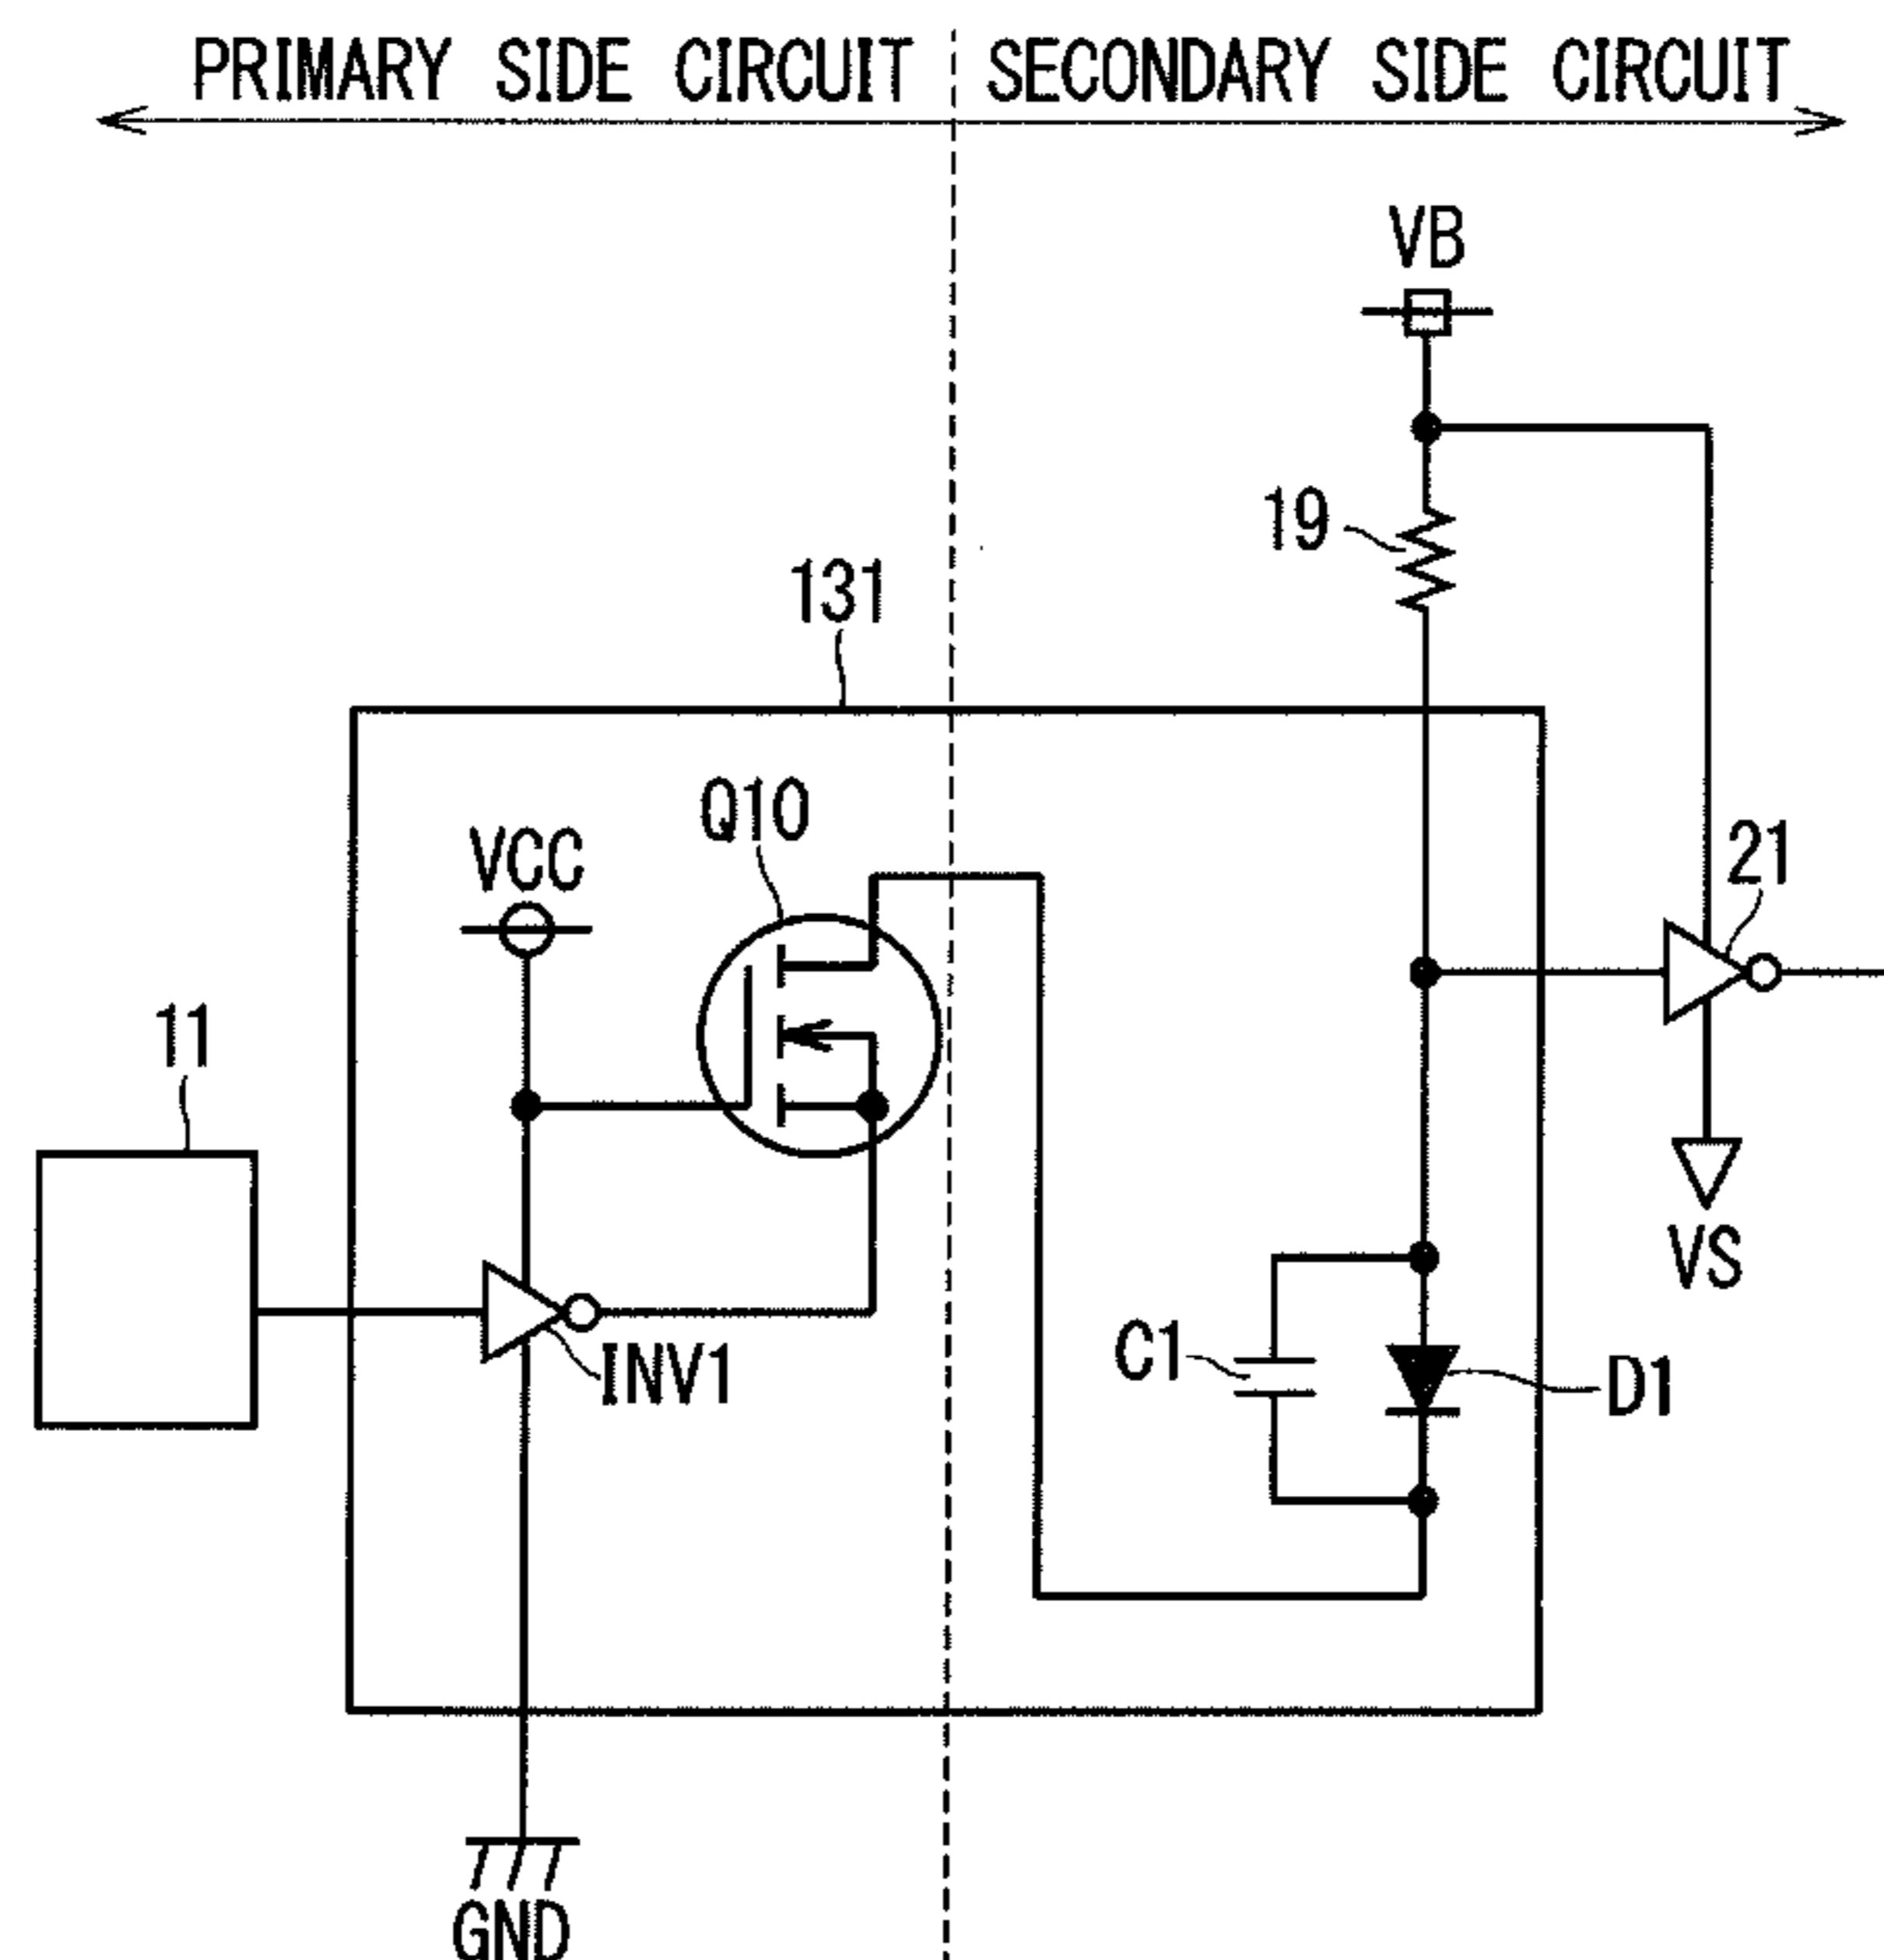 PRIMARY SIDE CIRCUIT
SECONDARY SIDE CIRCUIT
VB
19
131
Q10
VCC
21
11
VS
INV1
C1
D1
GND